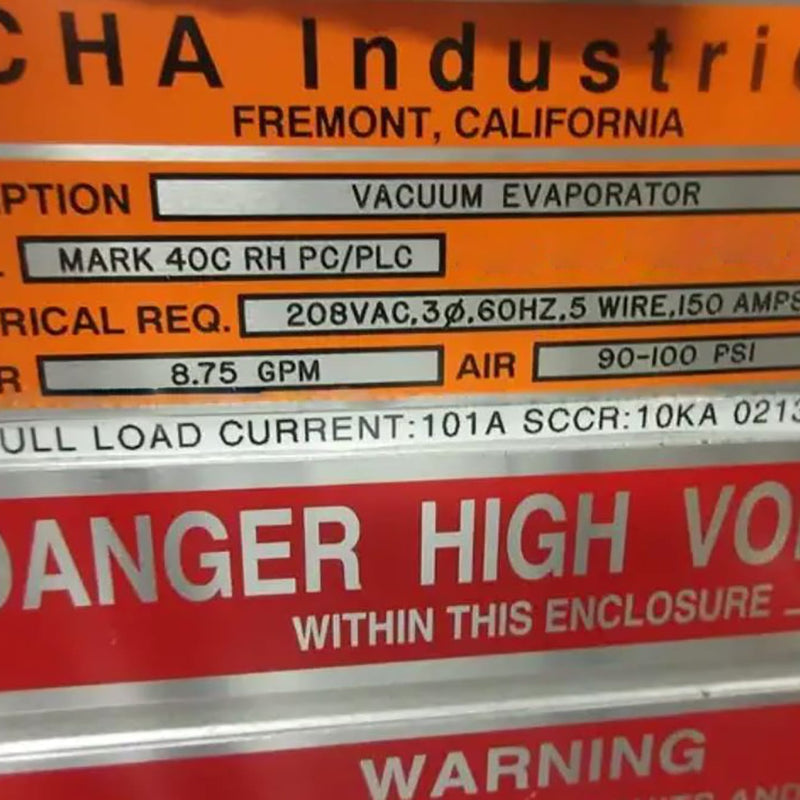 CHA Industrie
FREMONT, CALIFORNIA
PTION VACUUM EVAPORATOR
MARK 40C RH PC/PLC
RICAL REQ. 208VAC,3Ø,60HZ,5 WIRE,150 AMPS
R 8.75 GPM AIR 90-100 PSI
ULL LOAD CURRENT:101A SCCR:10KA 0213
DANGER HIGH VO
WITHIN THIS ENCLOSURE
WARNING